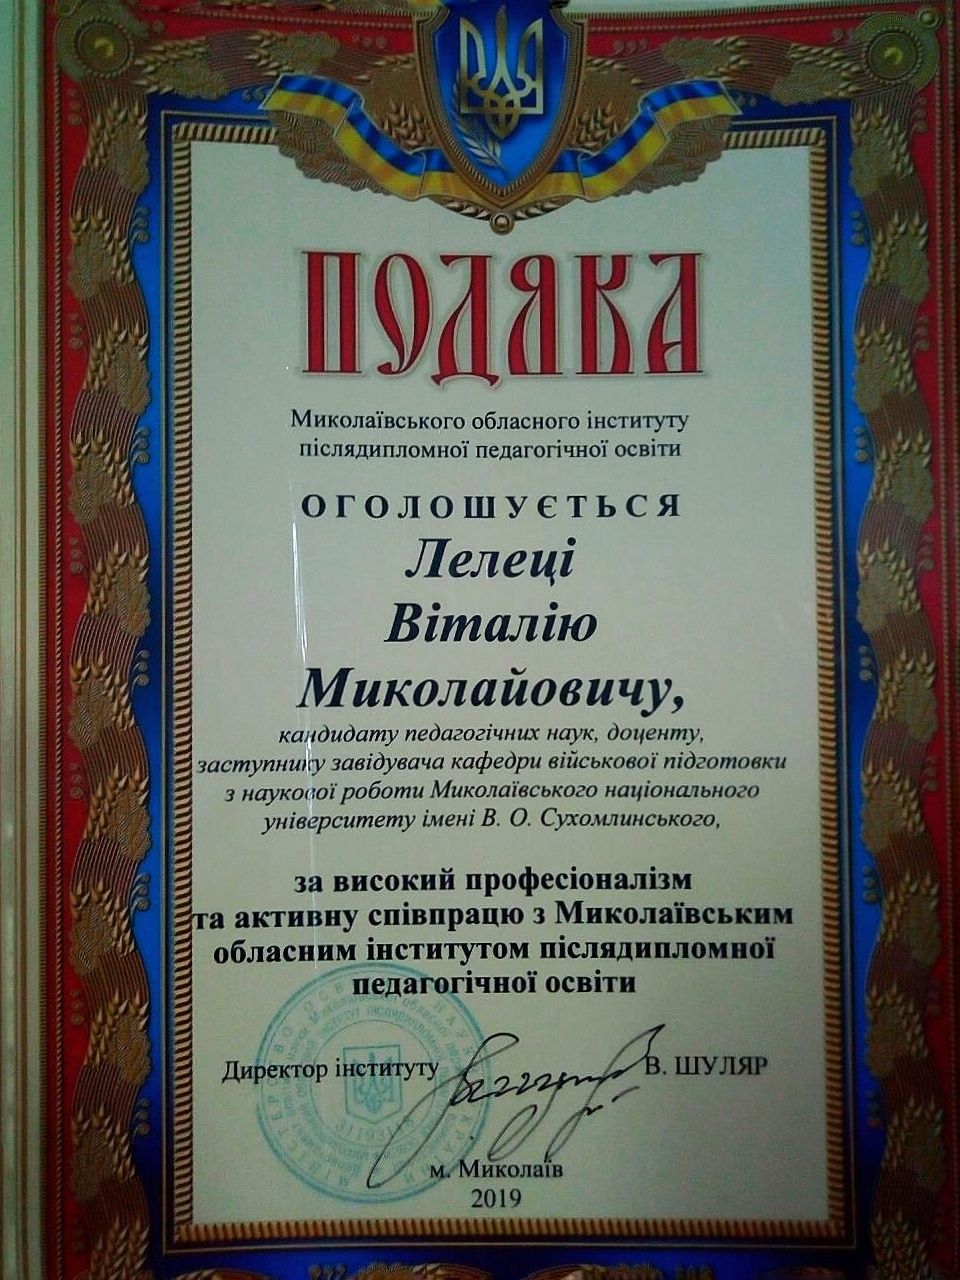 ПОДЯКА
Миколаївського обласного інституту
післядипломної педагогічної освіти
ОГОЛОШУЄТЬСЯ
Лелеці
Віталію
Миколайовичу,
кандидату педагогічних наук, доценту,
заступнику завідувача кафедри військової підготовки
з наукової роботи Миколаївського національного
університету імені В. О. Сухомлинського,
за високий професіоналізм
та активну співпрацю з Миколаївським
обласним інститутом післядипломної
педагогічної освіти
Директор інституту В. ШУЛЯР
м. Миколаїв
2019